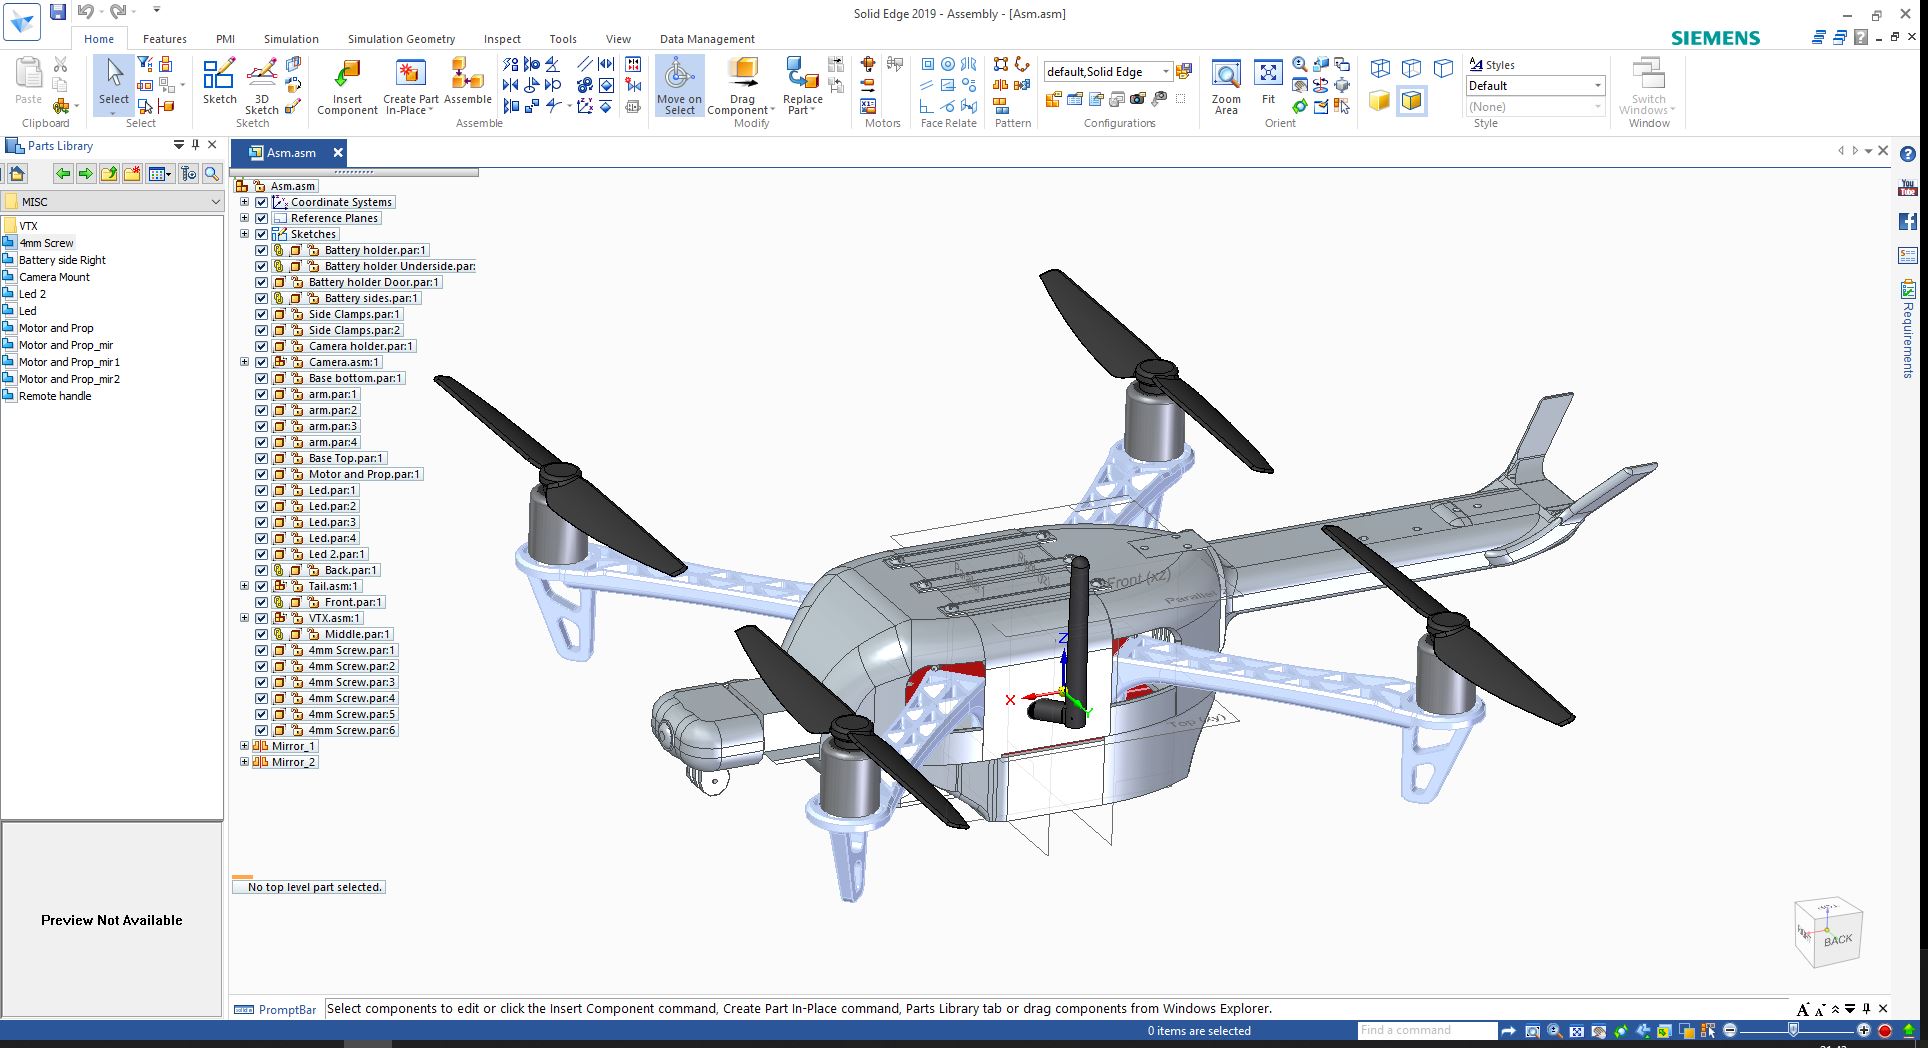 Solid Edge 2019 - Assembly - [Asm.asm]
Home Features PMI Simulation Simulation Geometry Inspect Tools View Data Management
SIEMENS
Paste
Clipboard
Select
Select
Sketch
3D Sketch
Sketch
Insert Component
Create Part In-Place
Assemble
Assemble
Move on Select
Drag Component
Replace Part
Modify
Motors
Face Relate
Pattern
default,Solid Edge
Configurations
Zoom Area
Fit
Orient
Styles
Default
(None)
Style
Switch Windows
Window
Parts Library
MISC
VTX
4mm Screw
Battery side Right
Camera Mount
Led 2
Led
Motor and Prop
Motor and Prop_mir
Motor and Prop_mir1
Motor and Prop_mir2
Remote handle
Preview Not Available
Asm.asm
Asm.asm
Coordinate Systems
Reference Planes
Sketches
Battery holder.par:1
Battery holder Underside.par:
Battery holder Door.par:1
Battery sides.par:1
Side Clamps.par:1
Side Clamps.par:2
Camera holder.par:1
Camera.asm:1
Base bottom.par:1
arm.par:1
arm.par:2
arm.par:3
arm.par:4
Base Top.par:1
Motor and Prop.par:1
Led.par:1
Led.par:2
Led.par:3
Led.par:4
Led 2.par:1
Back.par:1
Tail.asm:1
Front.par:1
VTX.asm:1
Middle.par:1
4mm Screw.par:1
4mm Screw.par:2
4mm Screw.par:3
4mm Screw.par:4
4mm Screw.par:5
4mm Screw.par:6
Mirror_1
Mirror_2
No top level part selected.
Front (xz)
Parallel
Z
X
Y
Top (xy)
BACK
You Tube
Requirements
PromptBar
Select components to edit or click the Insert Component command, Create Part In-Place command, Parts Library tab or drag components from Windows Explorer.
0 items are selected
Find a command